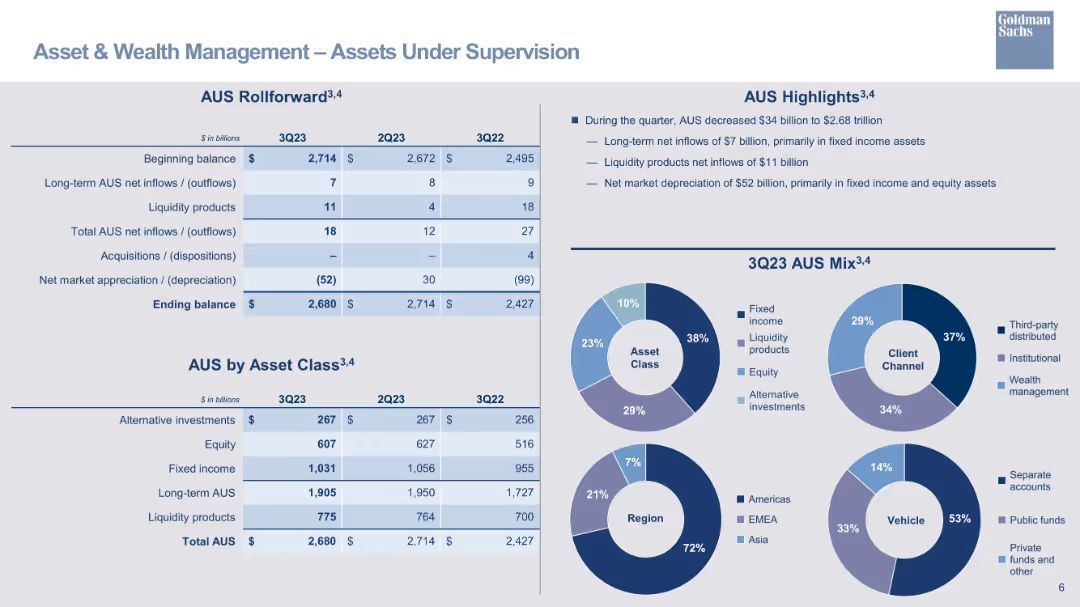 Goldman
Sachs
Asset & Wealth Management – Assets Under Supervision
AUS Rollforward3,4
$ in billions 3Q23 2Q23 3Q22
Beginning balance $ 2,714 $ 2,672 $ 2,495
Long-term AUS net inflows / (outflows) 7 8 9
Liquidity products 11 4 18
Total AUS net inflows / (outflows) 18 12 27
Acquisitions / (dispositions) – – 4
Net market appreciation / (depreciation) (52) 30 (99)
Ending balance $ 2,680 $ 2,714 $ 2,427
AUS by Asset Class3,4
$ in billions 3Q23 2Q23 3Q22
Alternative investments $ 267 $ 267 $ 256
Equity 607 627 516
Fixed income 1,031 1,056 955
Long-term AUS 1,905 1,950 1,727
Liquidity products 775 764 700
Total AUS $ 2,680 $ 2,714 $ 2,427
AUS Highlights3,4
■ During the quarter, AUS decreased $34 billion to $2.68 trillion
— Long-term net inflows of $7 billion, primarily in fixed income assets
— Liquidity products net inflows of $11 billion
— Net market depreciation of $52 billion, primarily in fixed income and equity assets
3Q23 AUS Mix3,4
10%
38%
23%
29%
Asset
Class
Fixed
income
Liquidity
products
Equity
Alternative
investments
29%
37%
34%
Client
Channel
Third-party
distributed
Institutional
Wealth
management
7%
21%
72%
Region
Americas
EMEA
Asia
14%
33%
53%
Vehicle
Separate
accounts
Public funds
Private
funds and
other
6